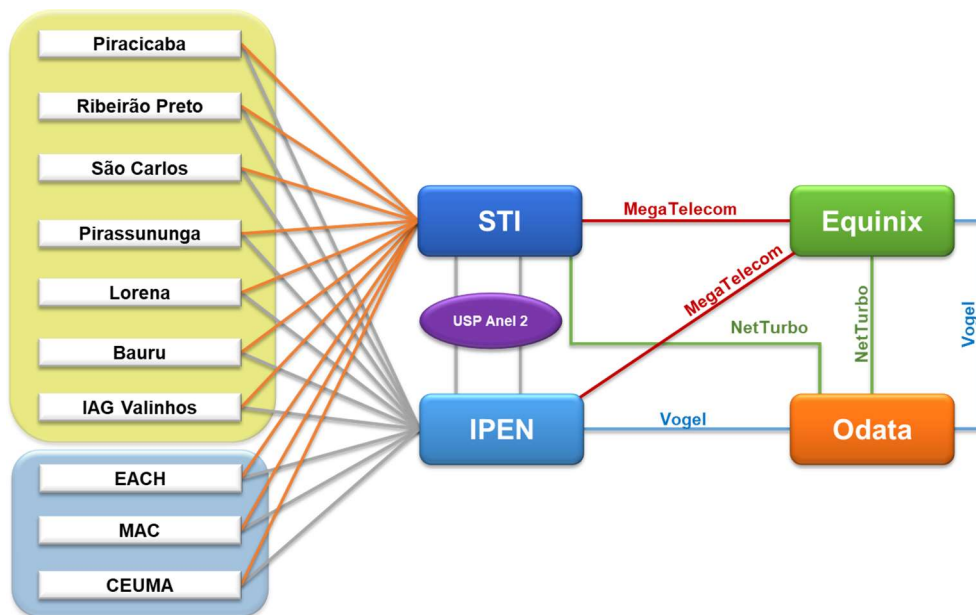 Piracicaba
Ribeirão Preto
São Carlos
Pirassununga
Lorena
Bauru
IAG Valinhos
EACH
MAC
CEUMA
STI
USP Anel 2
IPEN
MegaTelecom
MegaTelecom
NetTurbo
Vogel
Equinix
NetTurbo
Odata
Vogel